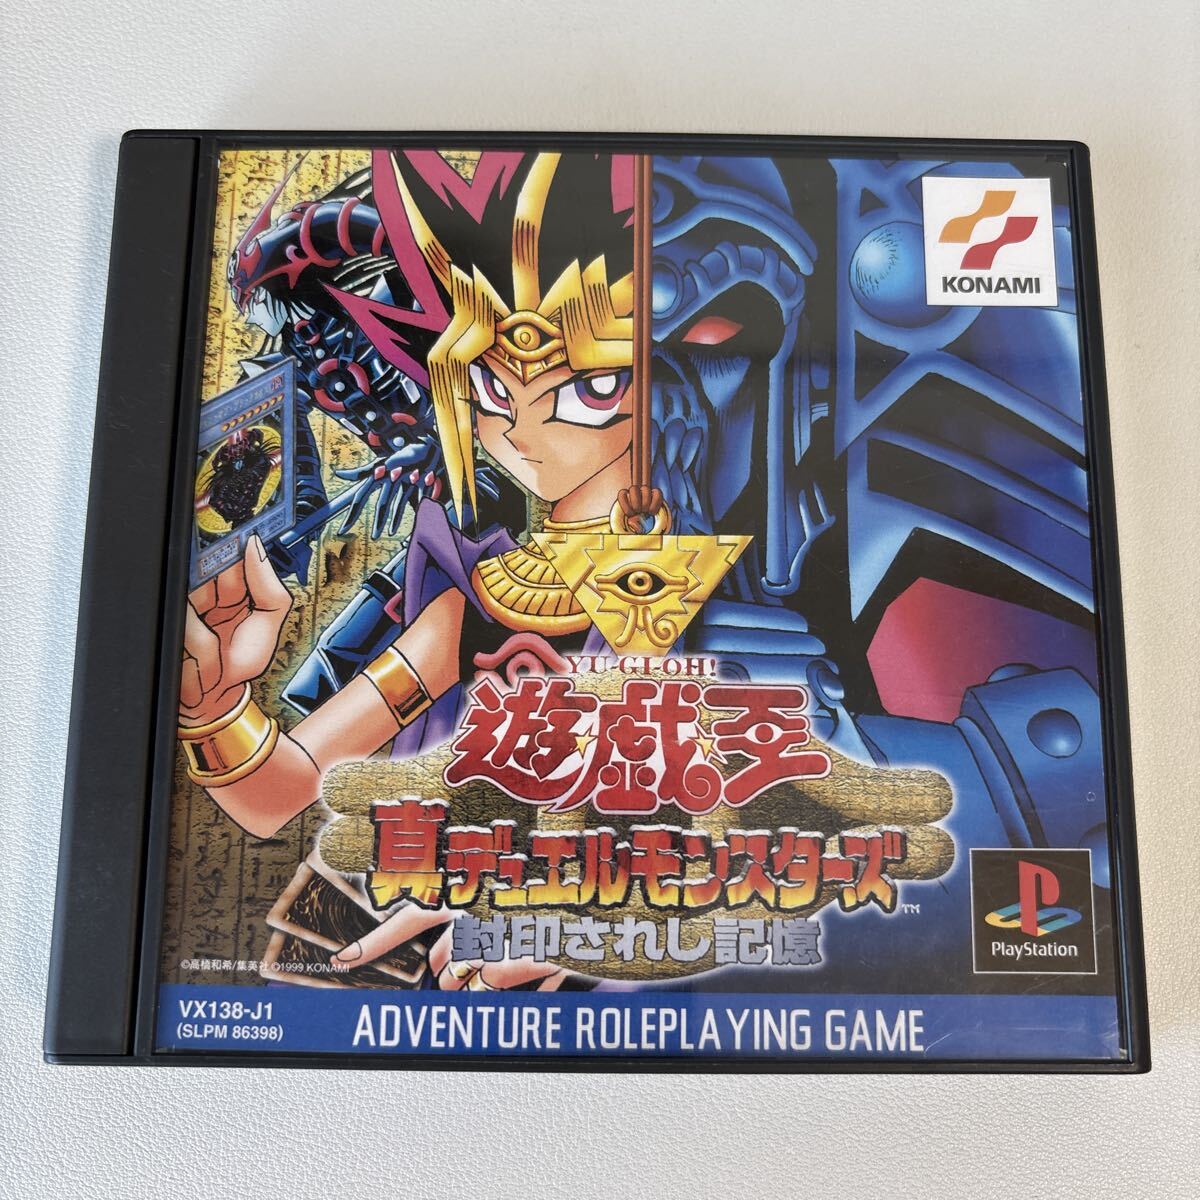 KONAMI
YU-GI-OH!
遊戯王
真デュエルモンスターズ™
封印されし記憶
PlayStation
©高橋和希/集英社 ©1999 KONAMI
VX138-J1
(SLPM 86398)
ADVENTURE ROLEPLAYING GAME